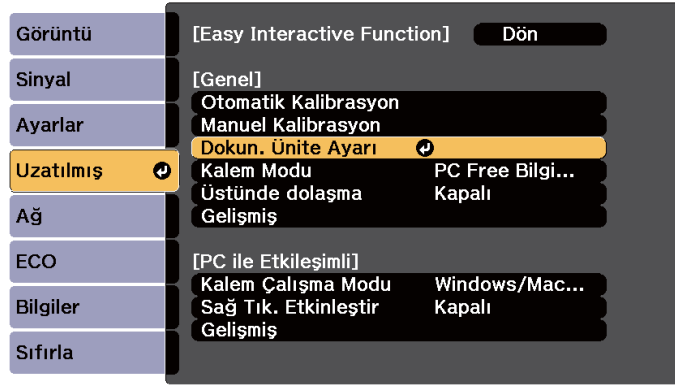 Görüntü
Sinyal
Ayarlar
Uzatılmış
Ağ
ECO
Bilgiler
Sıfırla
[Easy Interactive Function] Dön
[Genel]
Otomatik Kalibrasyon
Manuel Kalibrasyon
Dokun. Ünite Ayarı
Kalem Modu PC Free Bilgi...
Üstünde dolaşma Kapalı
Gelişmiş
[PC ile Etkileşimli]
Kalem Çalışma Modu Windows/Mac...
Sağ Tık. Etkinleştir Kapalı
Gelişmiş